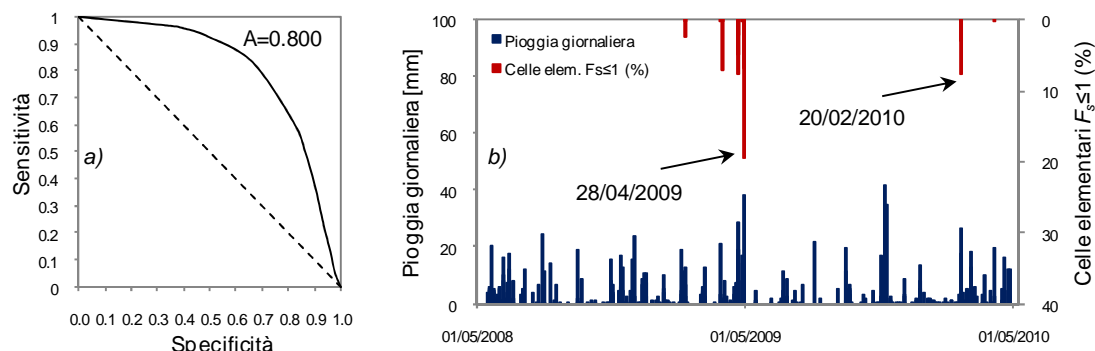 1
0.9
0.8
0.7
0.6
0.5
0.4
0.3
0.2
0.1
0
Sensitività
A=0.800
a)
0.0 0.1 0.2 0.3 0.4 0.5 0.6 0.7 0.8 0.9 1.0
Specificità
100
80
60
40
20
0
Pioggia giornaliera [mm]
Pioggia giornaliera
Celle elem. Fs≤1 (%)
b)
28/04/2009
20/02/2010
0
10
20
30
40
Celle elementari Fs≤1 (%)
01/05/2008 01/05/2009 01/05/2010